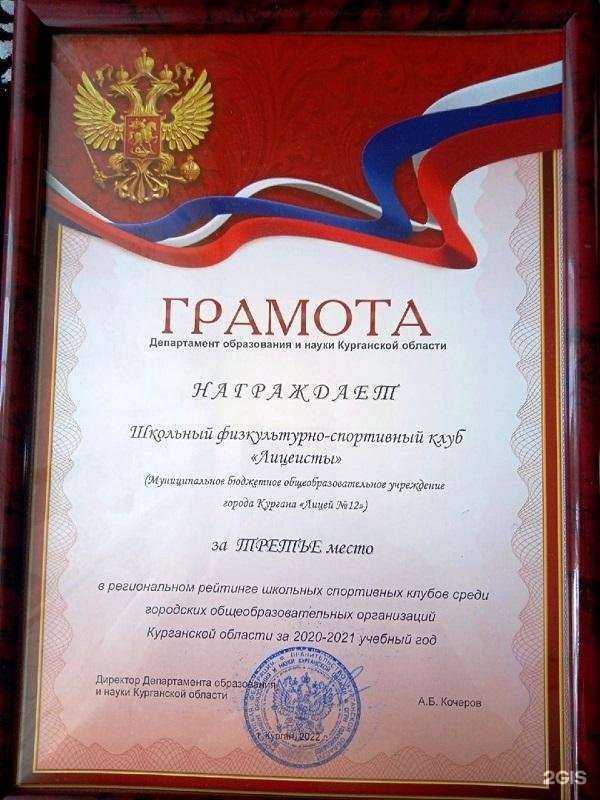 ГРАМОТА
Департамент образования и науки Курганской области
НАГРАЖДАЕТ
Школьный физкультурно-спортивный клуб
«Лицеисты»
(Муниципальное бюджетное общеобразовательное учреждение
города Кургана «Лицей №12»)
за ТРЕТЬЕ место
в региональном рейтинге школьных спортивных клубов среди
городских общеобразовательных организаций
Курганской области за 2020-2021 учебный год
Директор Департамента образования
и науки Курганской области
А.Б. Кочеров
г. Курган, 2022 г.
2GIS